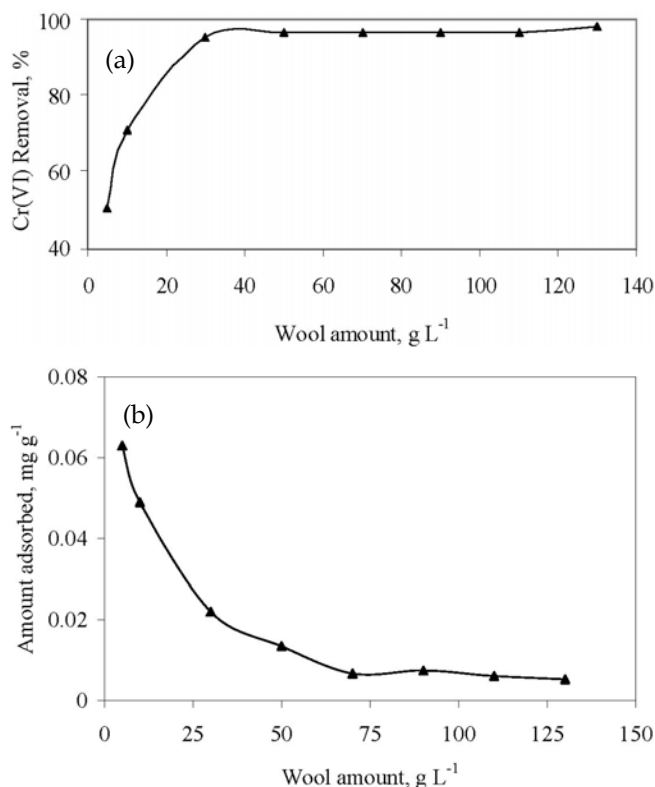 100
(a)
80
60
40
Cr(VI) Removal, %
0 20 40 60 80 100 120 140
Wool amount, g L⁻¹
0.08
(b)
0.06
0.04
0.02
0
Amount adsorbed, mg g⁻¹
0 25 50 75 100 125 150
Wool amount, g L⁻¹